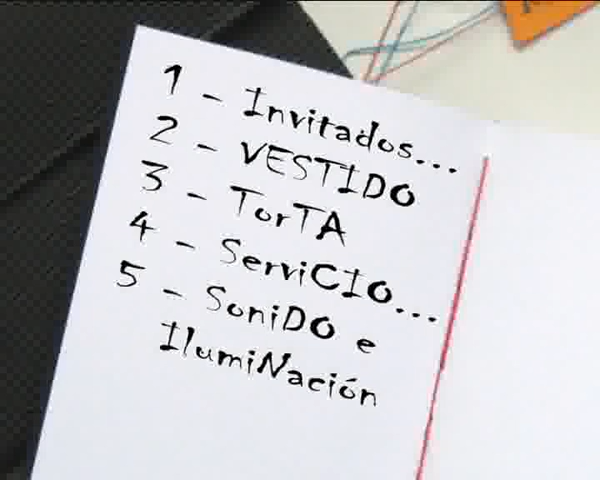 1 - Invitados...
2 - VESTIDO
3 - TorTA
4 - ServiCIO...
5 - SoniDO e
IlumiNación